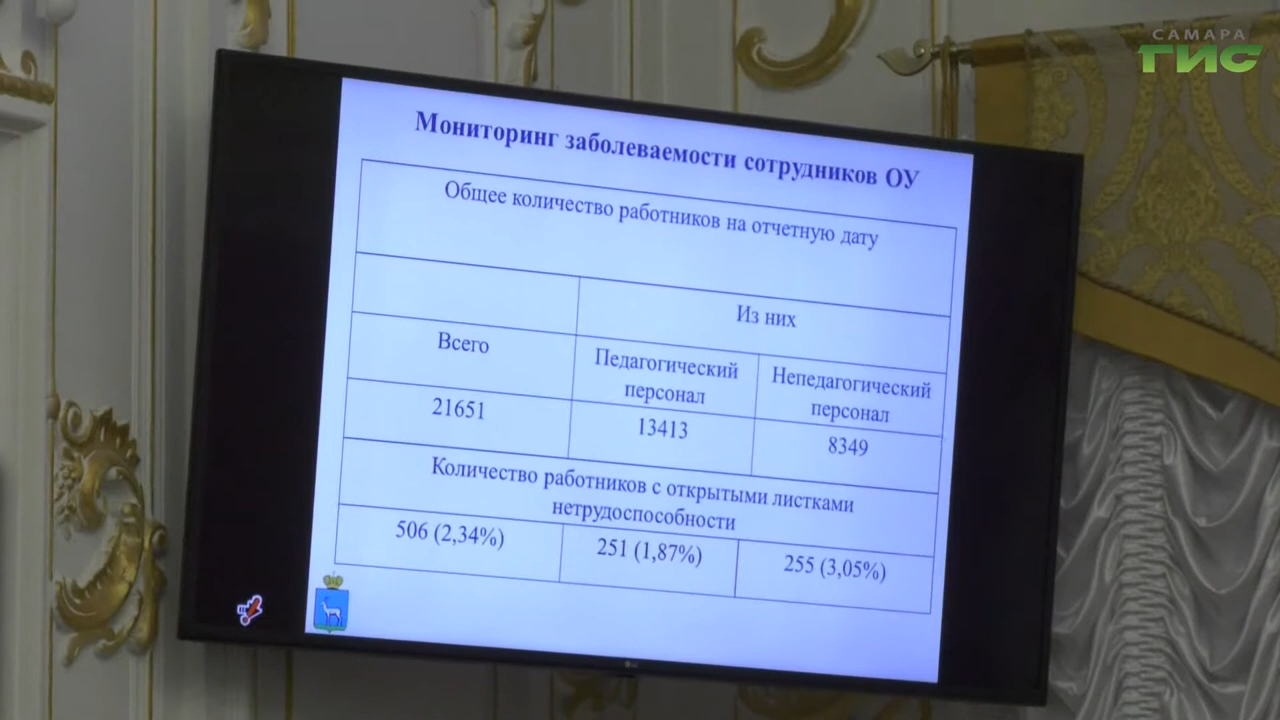 САМАРА
ГИС
Мониторинг заболеваемости сотрудников ОУ
Общее количество работников на отчетную дату
Из них
Всего
Педагогический
персонал
Непедагогический
персонал
21651
13413
8349
Количество работников с открытыми листками
нетрудоспособности
506 (2,34%)
251 (1,87%)
255 (3,05%)
LG